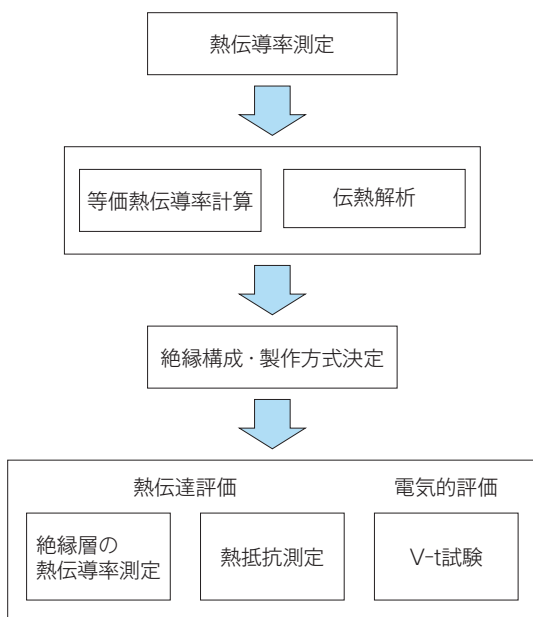 熱伝導率測定
等価熱伝導率計算
伝熱解析
絶縁構成・製作方式決定
熱伝達評価
電気的評価
絶縁層の
熱伝導率測定
熱抵抗測定
V-t試験